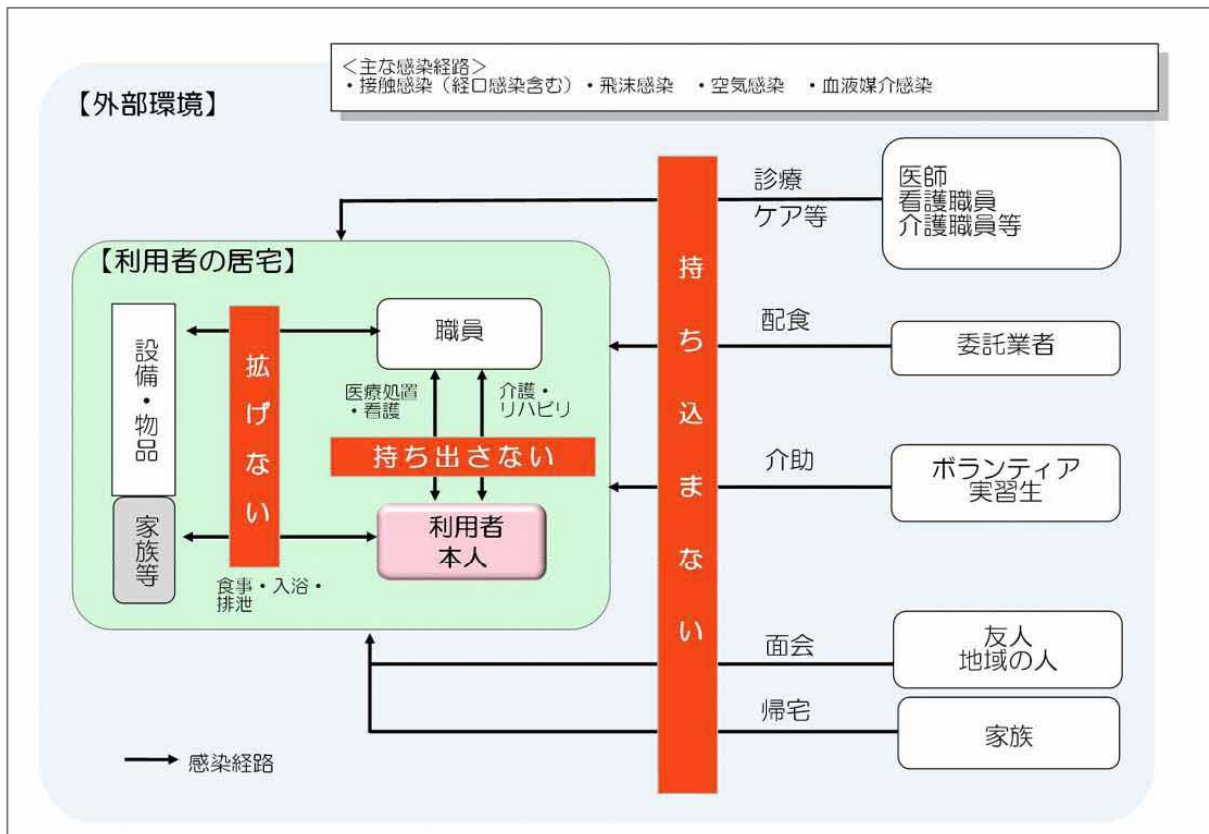 <主な感染経路>
・接触感染（経口感染含む）・飛沫感染　・空気感染　・血液媒介感染
【外部環境】
診療
ケア等
医師
看護職員
介護職員等
【利用者の居宅】
設備・物品
家族等
拡げない
職員
医療処置
・看護
介護・
リハビリ
持ち出さない
利用者
本人
食事・入浴・
排泄
持ち込まない
配食
委託業者
介助
ボランティア
実習生
面会
友人
地域の人
帰宅
家族
感染経路